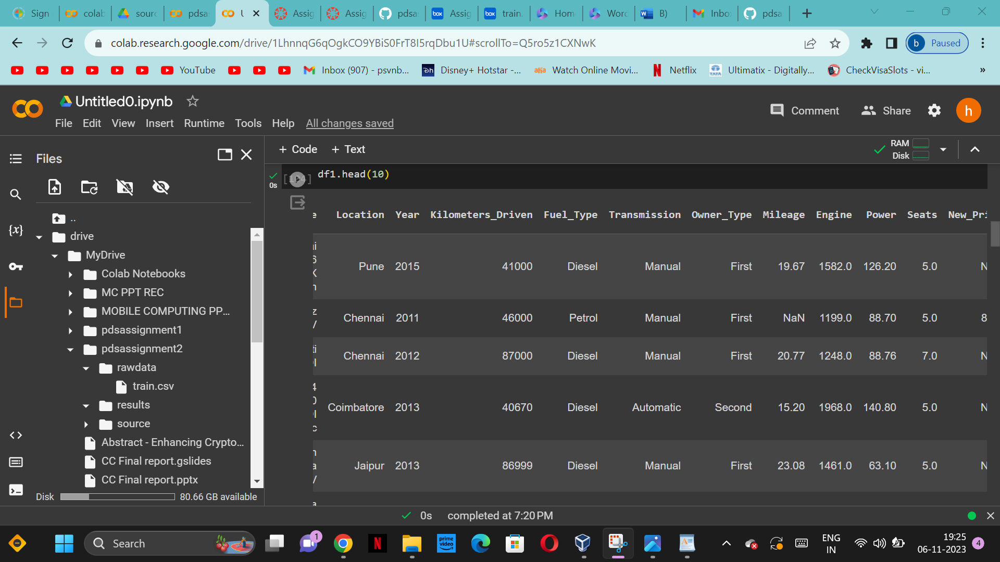 Sign
colab
sourc
pdsa
U
Assig
Assig
pdsa
box
Assig
box
train.
Hom
Word
B)
Inbo
pdsa
colab.research.google.com/drive/1LhnnqG6qOgkCO9YBiS0FrT8I5rqDbu1U#scrollTo=Q5ro5z1CXNwK
b Paused
YouTube
Inbox (907) - psvnb...
Disney+ Hotstar -...
Watch Online Movi...
Netflix
Ultimatix - Digitally...
CheckVisaSlots - vi...
»
Untitled0.ipynb
File Edit View Insert Runtime Tools Help All changes saved
Comment
Share
h
Files
+ Code + Text
RAM
Disk
..
drive
MyDrive
Colab Notebooks
MC PPT REC
MOBILE COMPUTING PP...
pdsassignment1
pdsassignment2
rawdata
train.csv
results
source
Abstract - Enhancing Crypto...
CC Final report.gslides
CC Final report.pptx
Disk 80.66 GB available
0s
df1.head(10)
e Location Year Kilometers_Driven Fuel_Type Transmission Owner_Type Mileage Engine Power Seats New_Pri
Pune 2015 41000 Diesel Manual First 19.67 1582.0 126.20 5.0 N
Chennai 2011 46000 Petrol Manual First NaN 1199.0 88.70 5.0 8
Chennai 2012 87000 Diesel Manual First 20.77 1248.0 88.76 7.0 N
Coimbatore 2013 40670 Diesel Automatic Second 15.20 1968.0 140.80 5.0 N
Jaipur 2013 86999 Diesel Manual First 23.08 1461.0 63.10 5.0 N
0s completed at 7:20 PM
Search
1
prime video
ENG
IN
19:25
06-11-2023
4